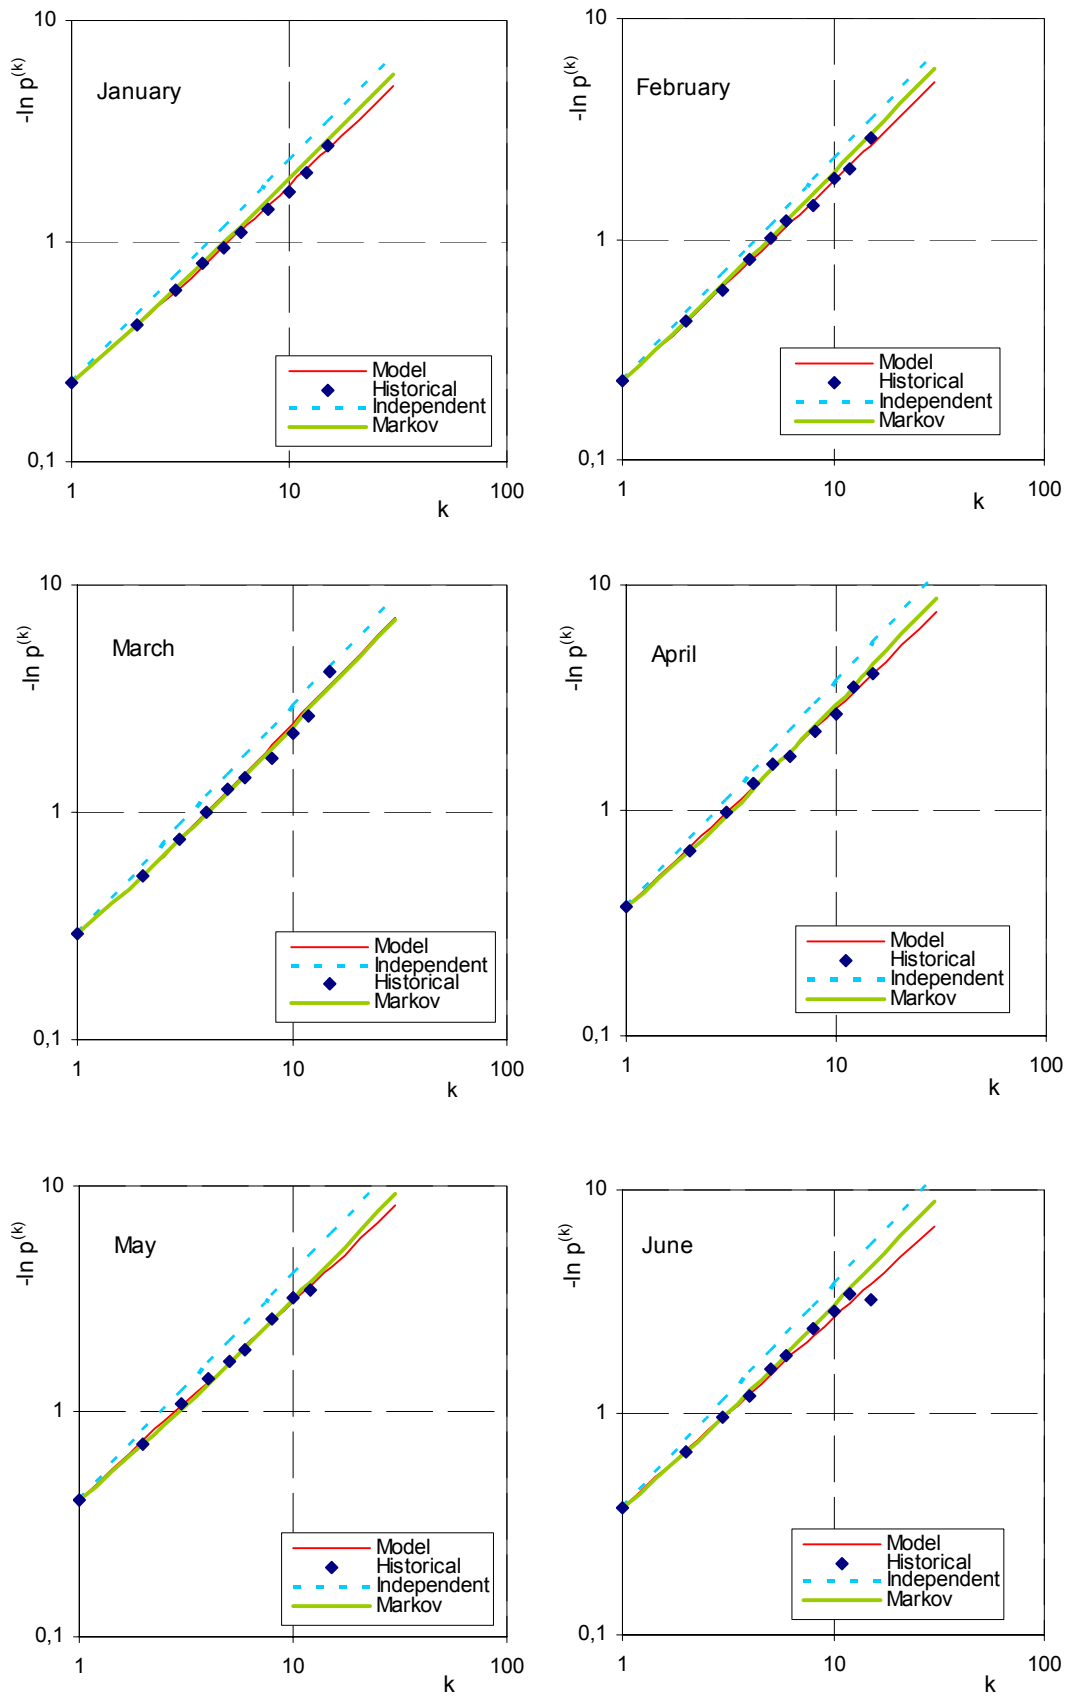 10
1
0,1
-ln p(k)
January
Model
Historical
Independent
Markov
1
10
100
k
10
1
0,1
-ln p(k)
February
Model
Historical
Independent
Markov
1
10
100
k
10
1
0,1
-ln p(k)
March
Model
Independent
Historical
Markov
1
10
100
k
10
1
0,1
-ln p(k)
April
Model
Historical
Independent
Markov
1
10
100
k
10
1
0,1
-ln p(k)
May
Model
Historical
Independent
Markov
1
10
100
k
10
1
0,1
-ln p(k)
June
Model
Historical
Independent
Markov
1
10
100
k